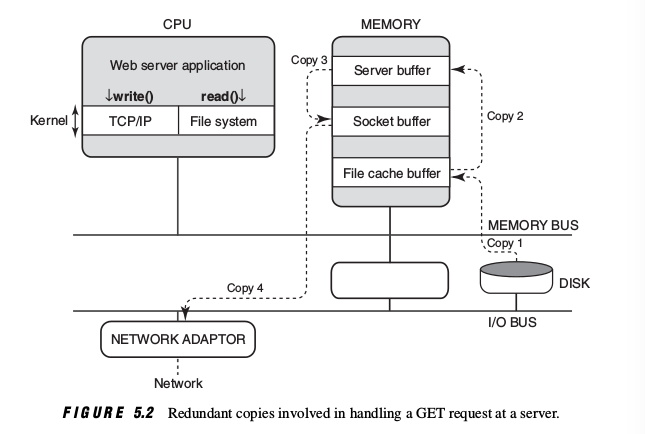 CPU
MEMORY
Web server application
↓write() read()↓
Kernel
TCP/IP
File system
Copy 3
Server buffer
Socket buffer
File cache buffer
Copy 2
MEMORY BUS
Copy 1
DISK
Copy 4
I/O BUS
NETWORK ADAPTOR
Network
FIGURE 5.2 Redundant copies involved in handling a GET request at a server.